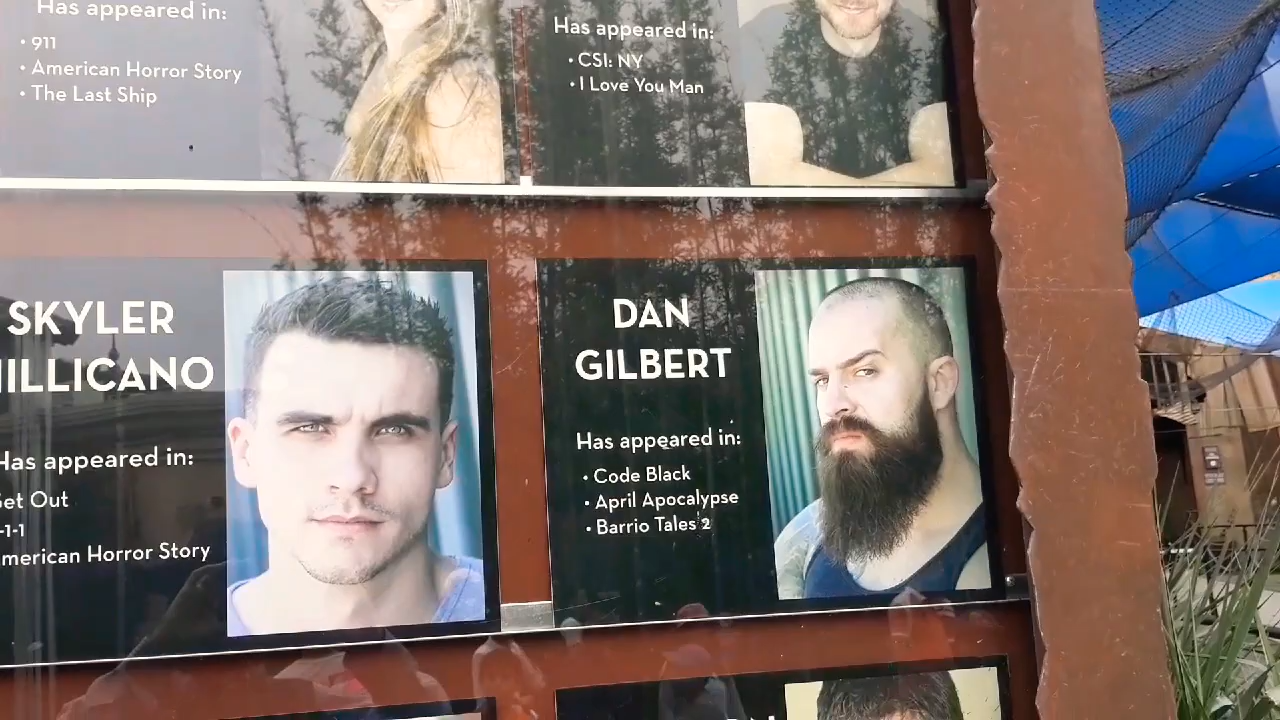 Has appeared in:
• 911
• American Horror Story
• The Last Ship
Has appeared in:
• CSI: NY
• I Love You Man
SKYLER
ILLICANO
Has appeared in:
Get Out
-1-1
merican Horror Story
DAN
GILBERT
Has appeared in:
• Code Black
• April Apocalypse
• Barrio Tales 2